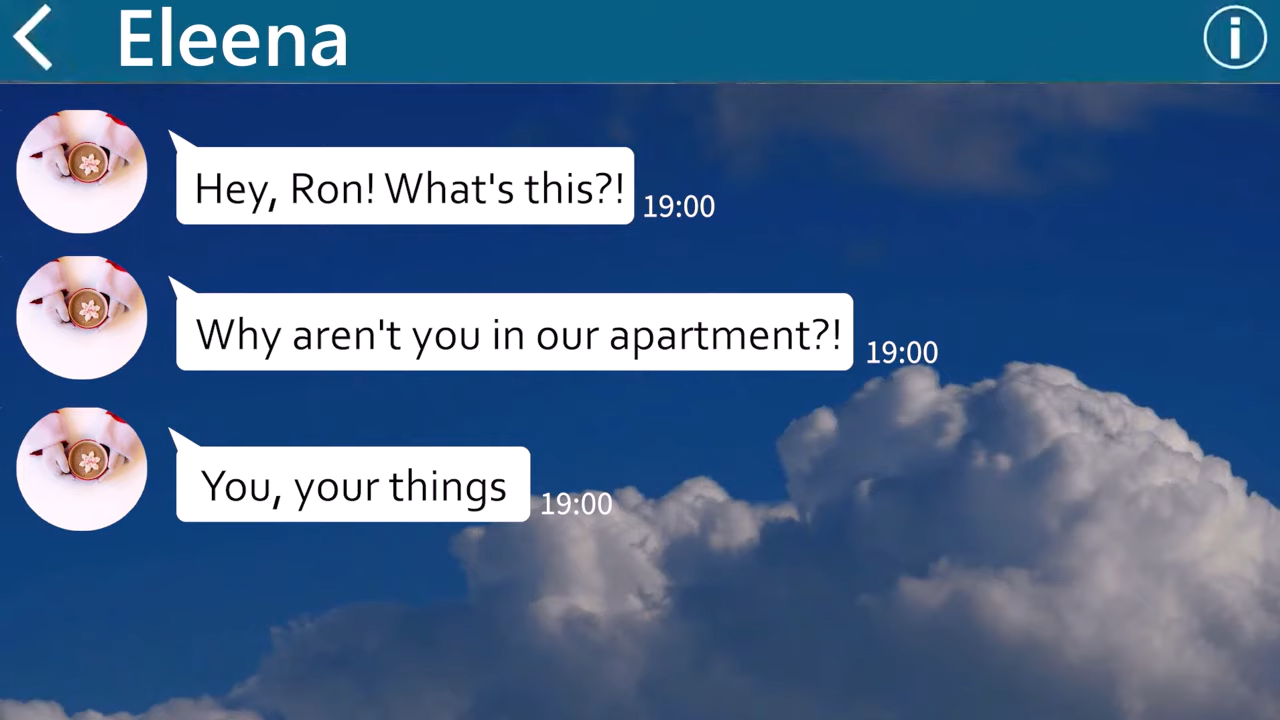 Eleena
Hey, Ron! What's this?! 19:00
Why aren't you in our apartment?! 19:00
You, your things 19:00